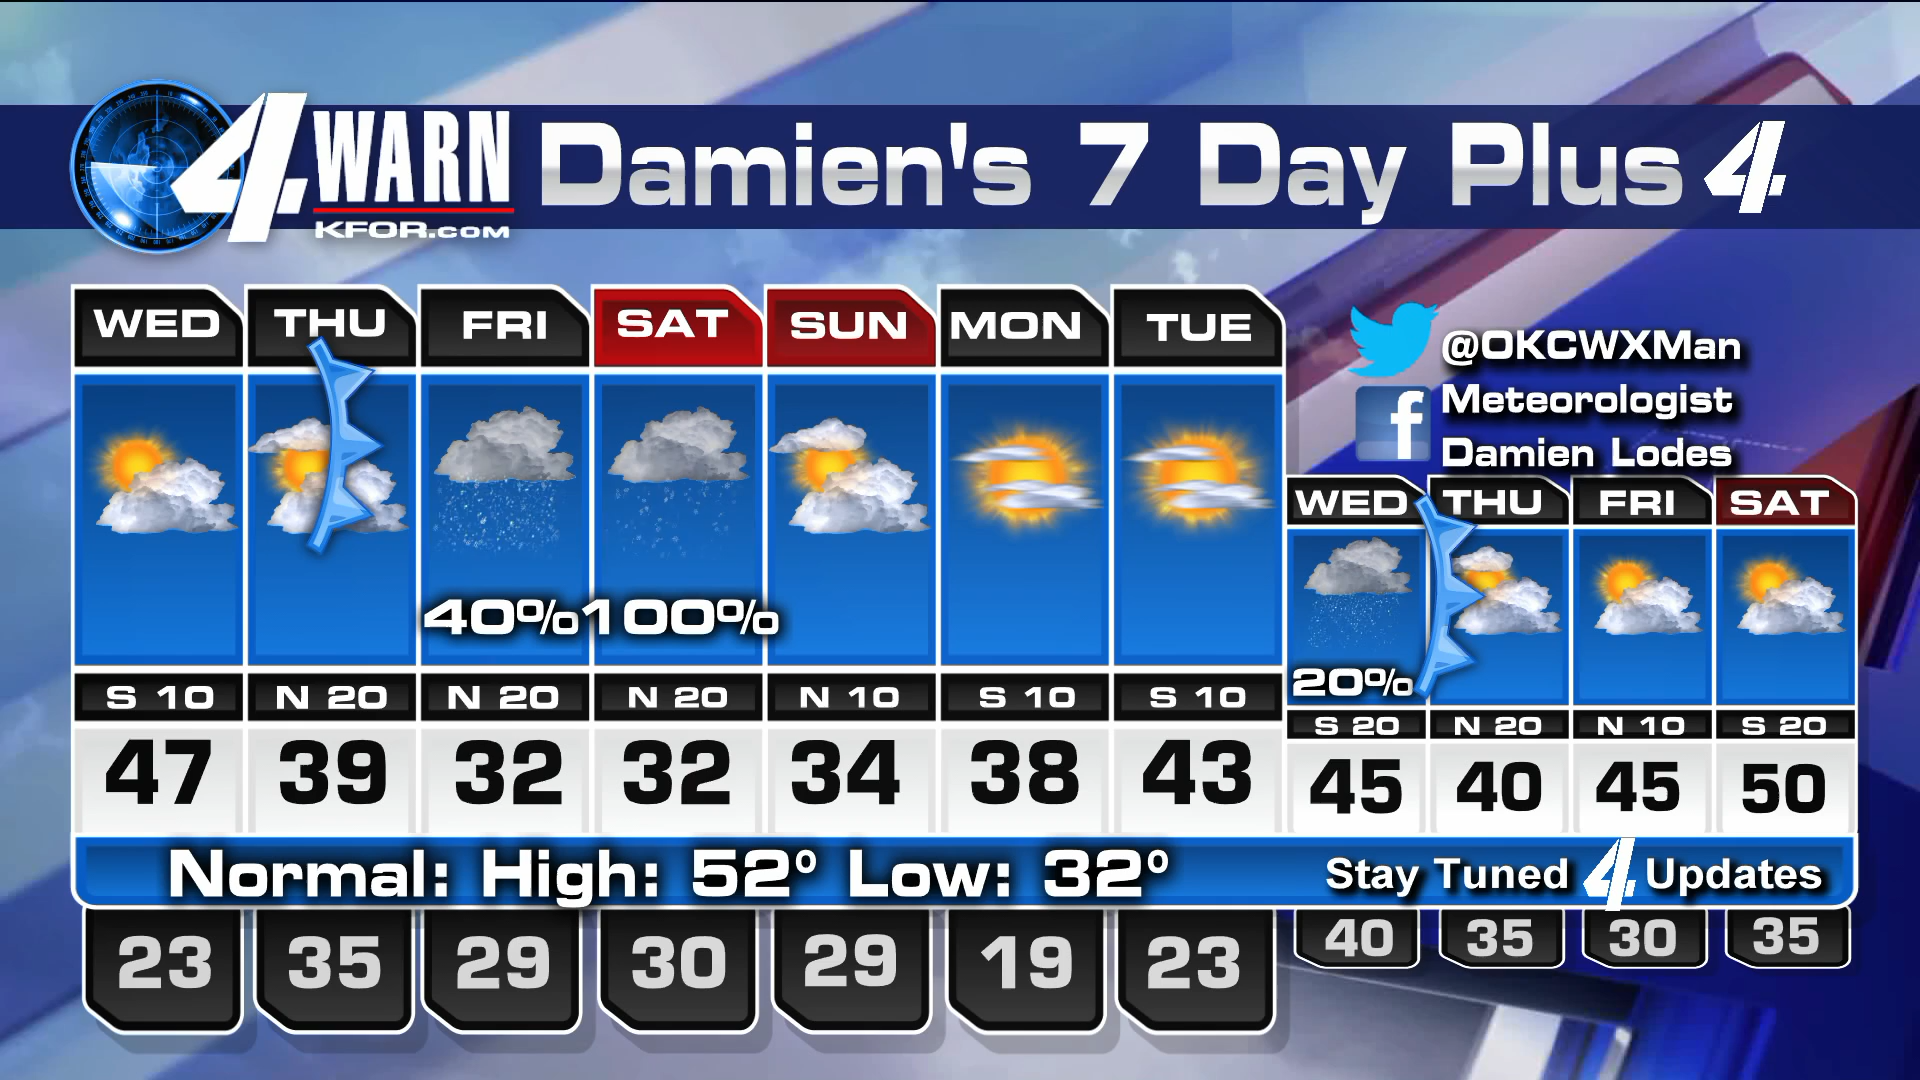 4WARN Damien's 7 Day Plus 4
KFOR.COM
WED THU FRI SAT SUN MON TUE
@OKCWXMan
f Meteorologist
Damien Lodes
WED THU FRI SAT
40% 100%
20%
S 10 N 20 N 20 N 20 N 10 S 10 S 10
S 20 N 20 N 10 S 20
47 39 32 32 34 38 43
45 40 45 50
Normal: High: 52° Low: 32° Stay Tuned 4 Updates
23 35 29 30 29 19 23
40 35 30 35